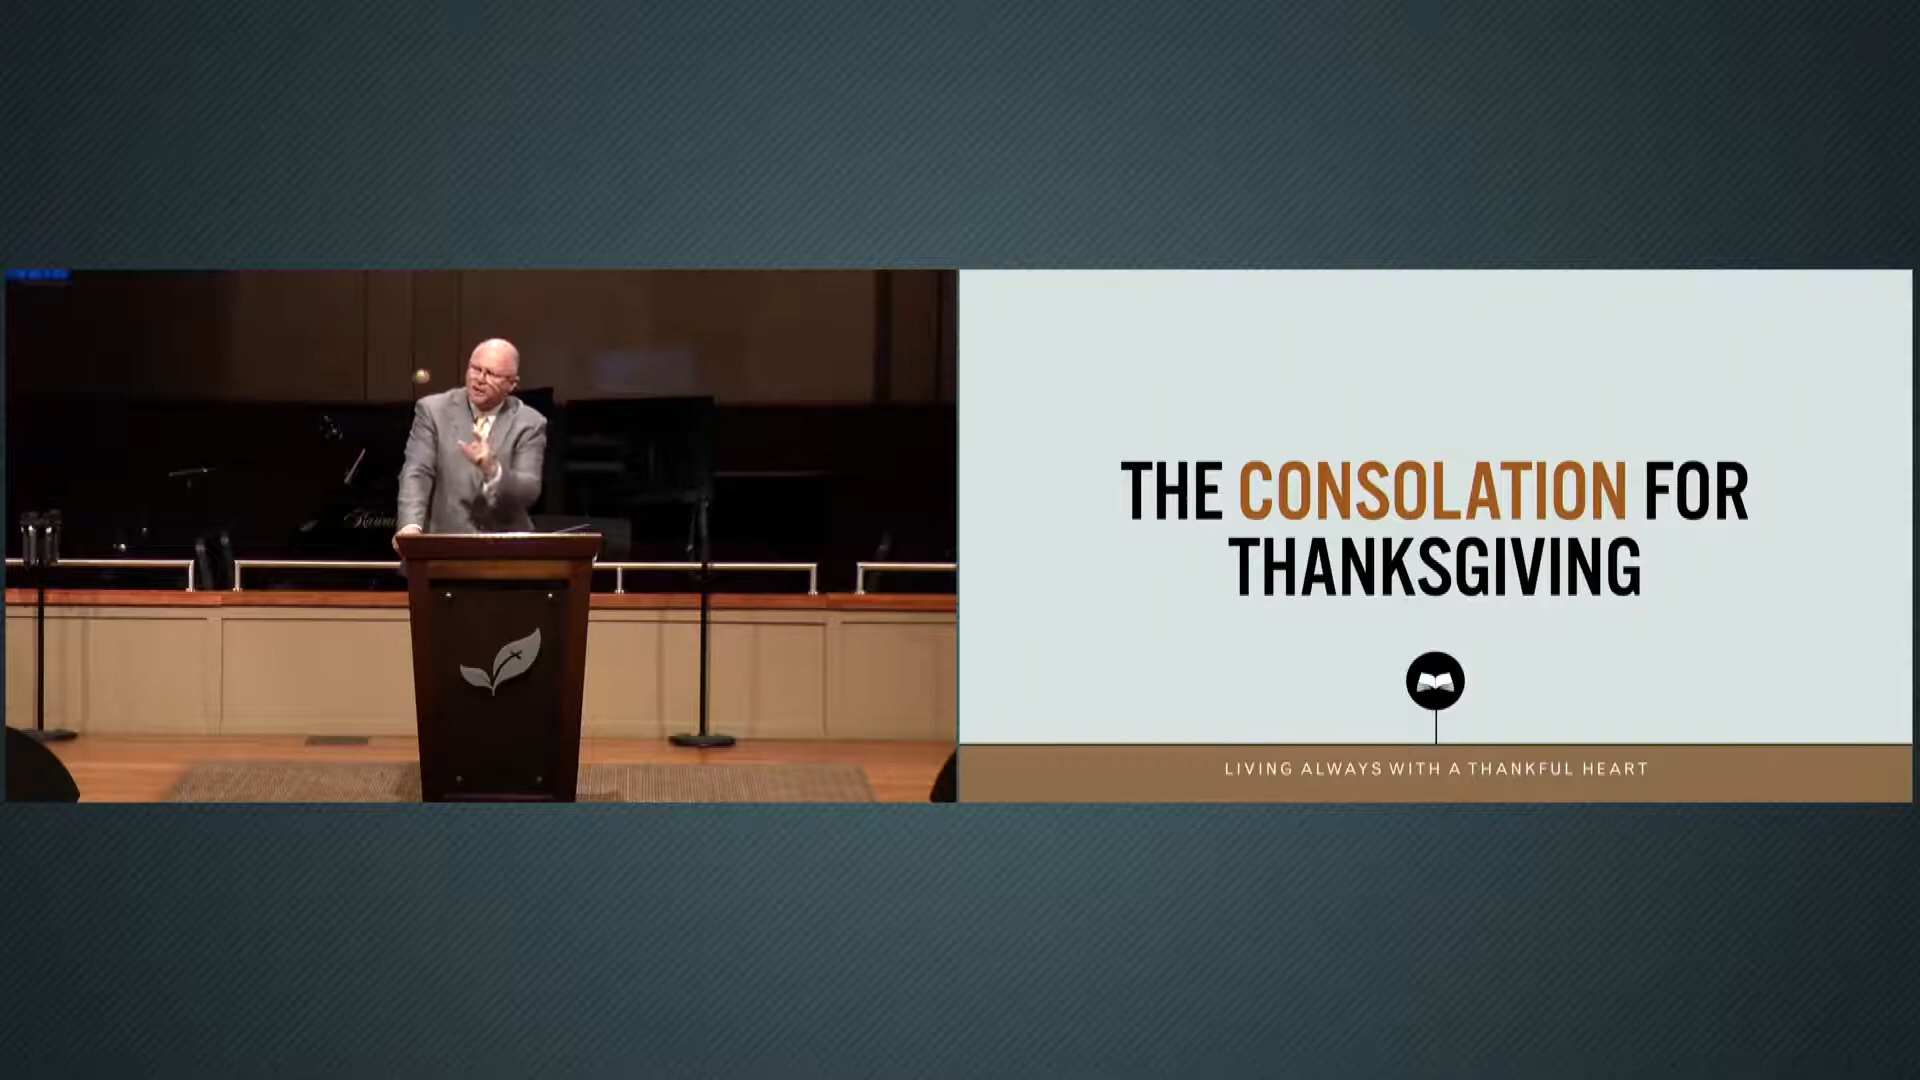 THE CONSOLATION FOR
THANKSGIVING
LIVING ALWAYS WITH A THANKFUL HEART